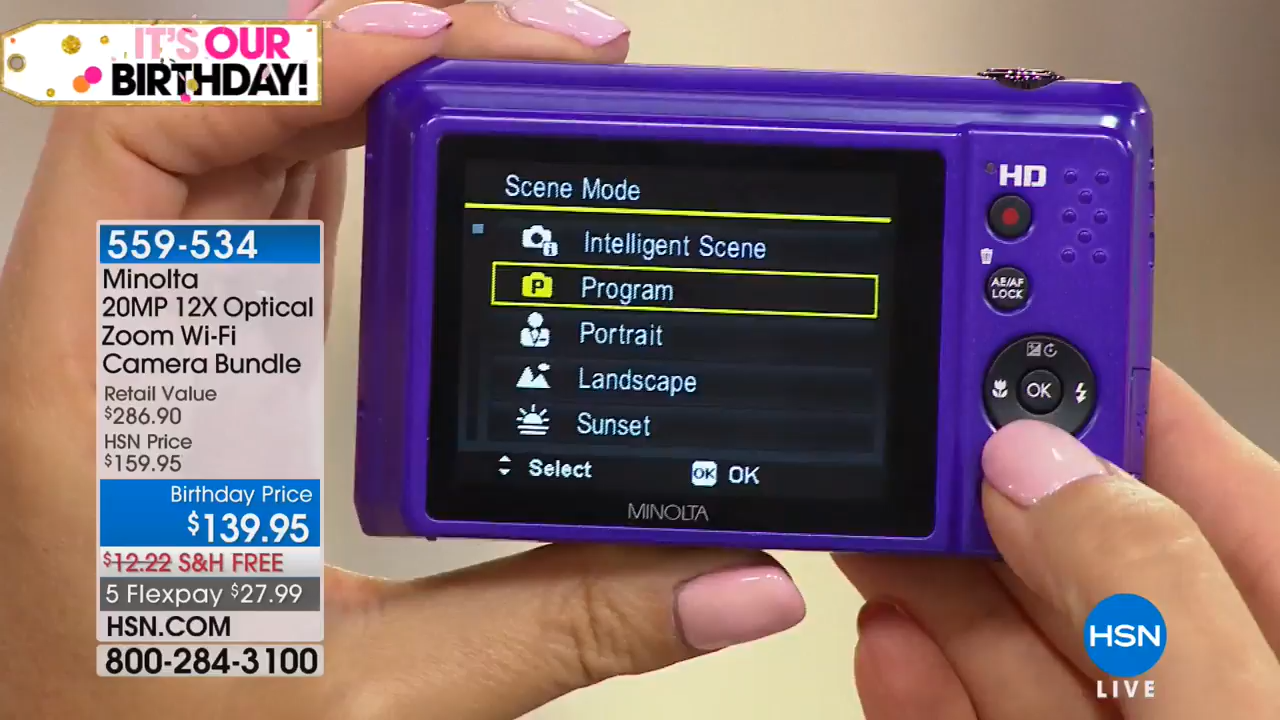 IT'S OUR
BIRTHDAY!
559-534
Minolta
20MP 12X Optical
Zoom Wi-Fi
Camera Bundle
Retail Value
$286.90
HSN Price
$159.95
Birthday Price
$139.95
$12.22 S&H FREE
5 Flexpay $27.99
HSN.COM
800-284-3100
Scene Mode
Intelligent Scene
P Program
Portrait
Landscape
Sunset
Select
OK OK
MINOLTA
HD
AE/AF
LOCK
OK
HSN
LIVE